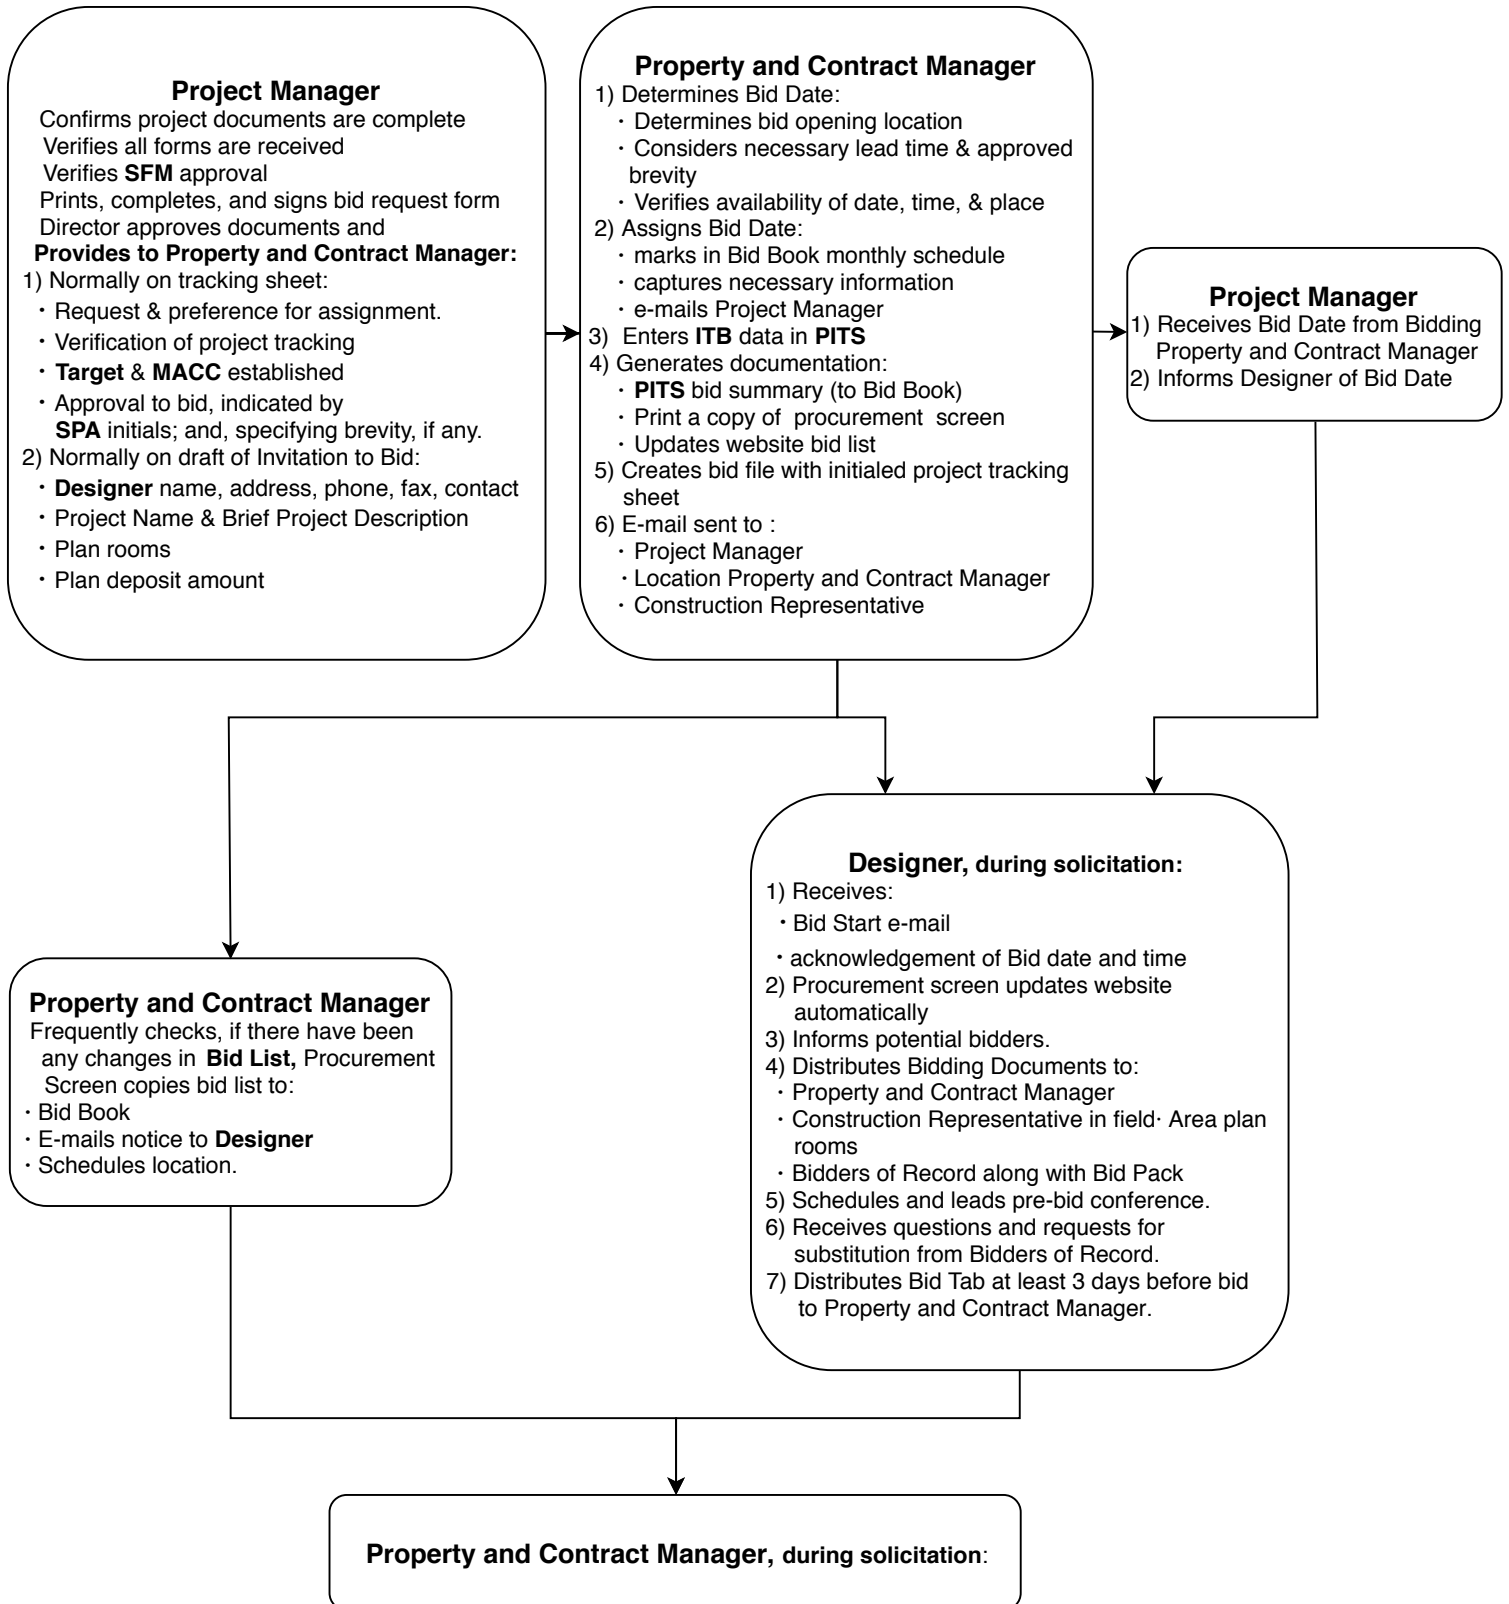 Project Manager
Confirms project documents are complete
Verifies all forms are received
Verifies SFM approval
Prints, completes, and signs bid request form
Director approves documents and
Provides to Property and Contract Manager:
1) Normally on tracking sheet:
· Request & preference for assignment.
· Verification of project tracking
· Target & MACC established
· Approval to bid, indicated by
SPA initials; and, specifying brevity, if any.
2) Normally on draft of Invitation to Bid:
· Designer name, address, phone, fax, contact
· Project Name & Brief Project Description
· Plan rooms
· Plan deposit amount
Property and Contract Manager
1) Determines Bid Date:
· Determines bid opening location
· Considers necessary lead time & approved
brevity
· Verifies availability of date, time, & place
2) Assigns Bid Date:
· marks in Bid Book monthly schedule
· captures necessary information
· e-mails Project Manager
3) Enters ITB data in PITS
4) Generates documentation:
· PITS bid summary (to Bid Book)
· Print a copy of procurement screen
· Updates website bid list
5) Creates bid file with initialed project tracking
sheet
6) E-mail sent to :
· Project Manager
· Location Property and Contract Manager
· Construction Representative
Project Manager
1) Receives Bid Date from Bidding
Property and Contract Manager
2) Informs Designer of Bid Date
Property and Contract Manager
Frequently checks, if there have been
any changes in Bid List, Procurement
Screen copies bid list to:
· Bid Book
· E-mails notice to Designer
· Schedules location.
Designer, during solicitation:
1) Receives:
· Bid Start e-mail
· acknowledgement of Bid date and time
2) Procurement screen updates website
automatically
3) Informs potential bidders.
4) Distributes Bidding Documents to:
· Property and Contract Manager
· Construction Representative in field· Area plan
rooms
· Bidders of Record along with Bid Pack
5) Schedules and leads pre-bid conference.
6) Receives questions and requests for
substitution from Bidders of Record.
7) Distributes Bid Tab at least 3 days before bid
to Property and Contract Manager.
Property and Contract Manager, during solicitation: